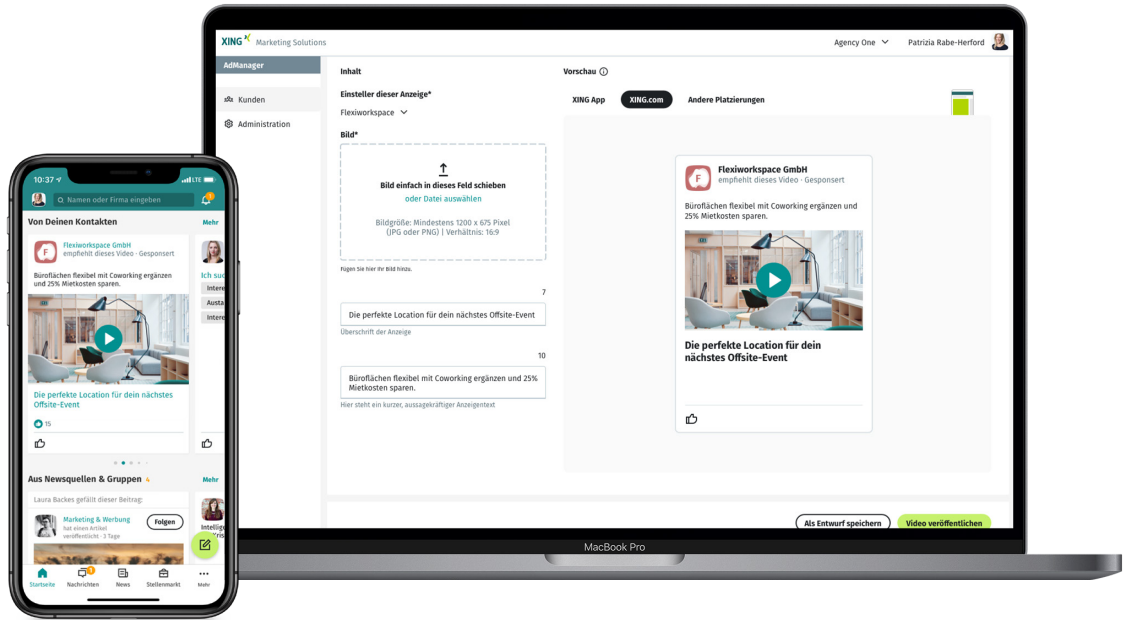 XING Marketing Solutions
Agency One
Patrizia Rabe-Herford
AdManager
Kunden
Administration
Inhalt
Einsteller dieser Anzeige*
Flexiworkspace
Bild*
Bild einfach in dieses Feld schieben
oder Datei auswählen
Bildgröße: Mindestens 1200 x 675 Pixel
(JPG oder PNG) | Verhältnis: 16:9
Fügen Sie hier Ihr Bild hinzu.
7
Die perfekte Location für dein nächstes Offsite-Event
Überschrift der Anzeige
10
Büroflächen flexibel mit Coworking ergänzen und 25%
Mietkosten sparen.
Hier steht ein kurzer, aussagekräftiger Anzeigentext
Vorschau
XING App
XING.com
Andere Platzierungen
F
Flexiworkspace GmbH
empfiehlt dieses Video · Gesponsert
Büroflächen flexibel mit Coworking ergänzen und
25% Mietkosten sparen.
Die perfekte Location für dein
nächstes Offsite-Event
Als Entwurf speichern
Video veröffentlichen
MacBook Pro
10:37
LTE
Namen oder Firma eingeben
Von Deinen Kontakten
Mehr
F
Flexiworkspace GmbH
empfiehlt dieses Video · Gesponsert
Büroflächen flexibel mit Coworking ergänzen
und 25% Mietkosten sparen.
Die perfekte Location für dein nächstes
Offsite-Event
15
Ich suc
Intere
Austa
Intere
Aus Newsquellen & Gruppen
Mehr
Laura Backes gefällt dieser Beitrag:
Marketing & Werbung
hat einen Artikel
veröffentlicht · 3 Tage
Folgen
Intellig
Kris
1
Startseite
Nachrichten
News
Stellenmarkt
Mehr